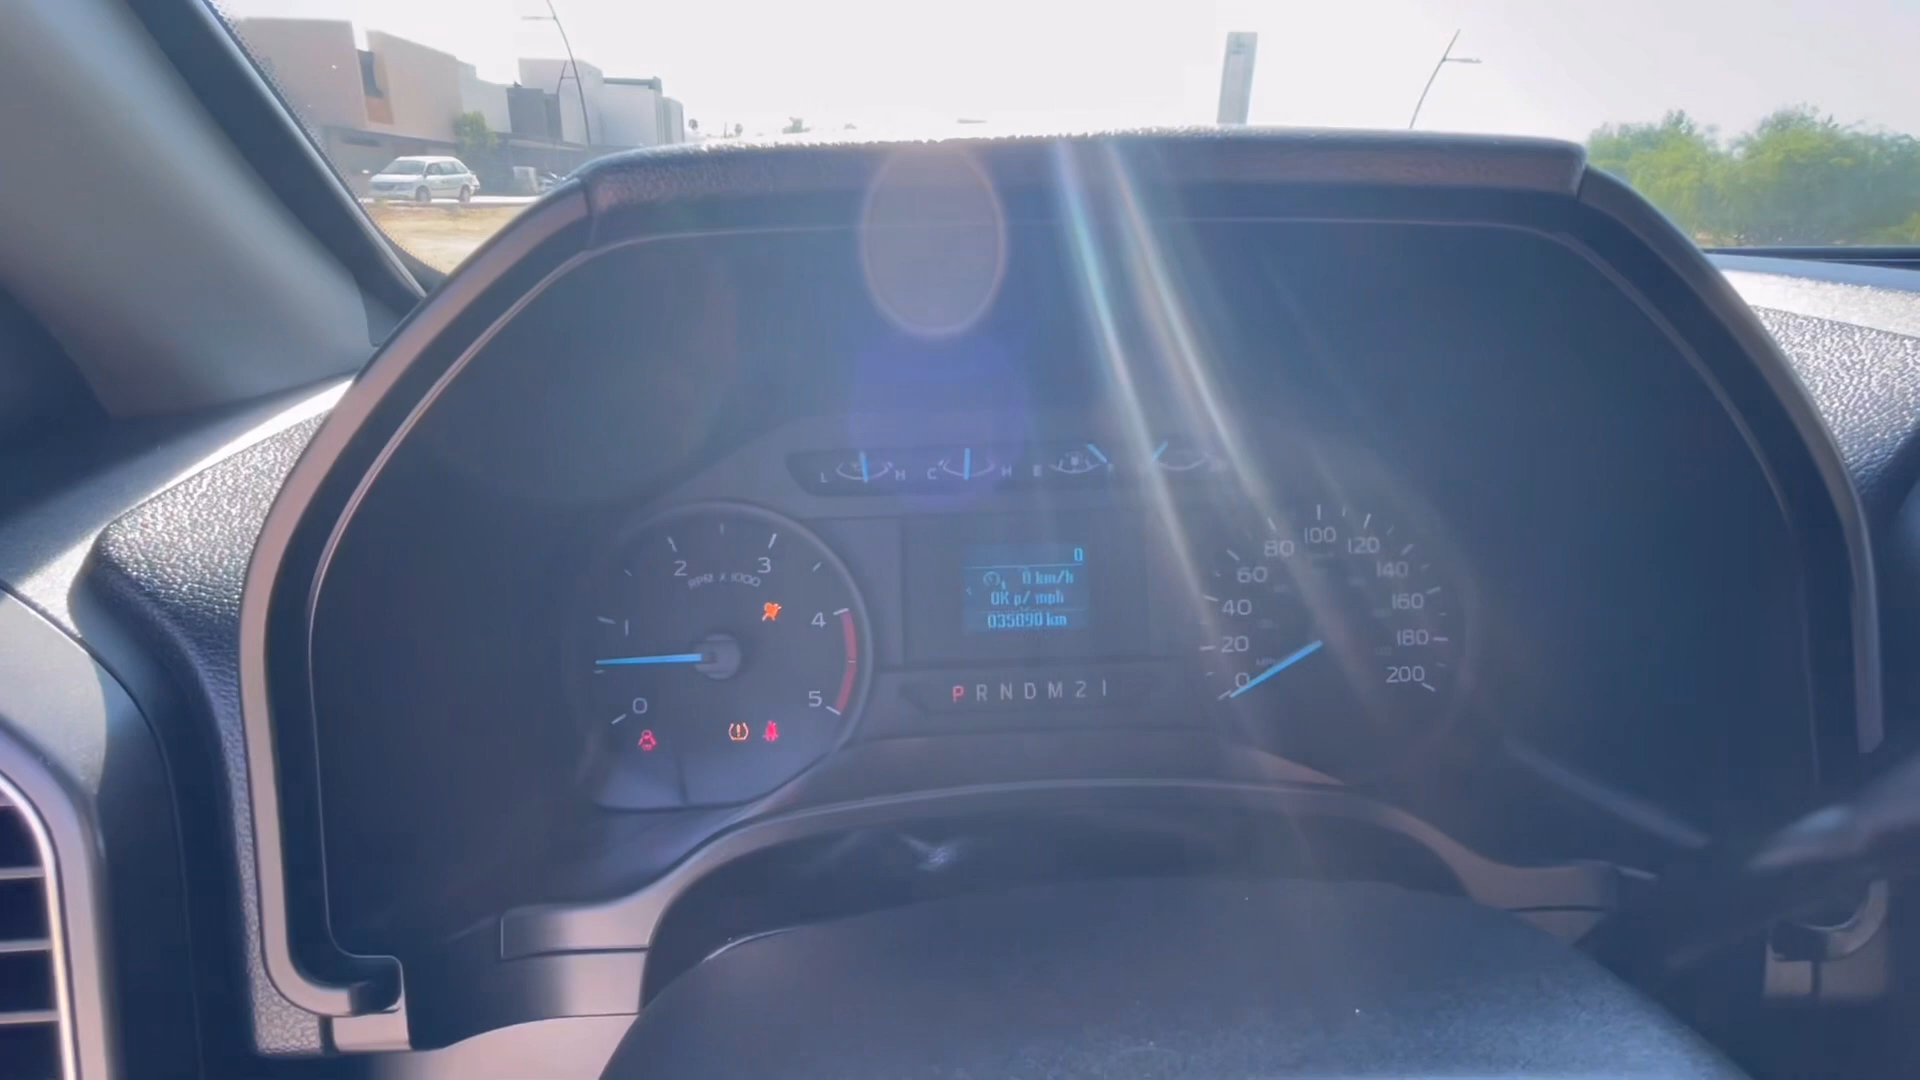 L H C H E F
0
0 km/h
OK p/ mph
035090 km
0 1 2 3 4 5
RPM X 1000
P R N D M 2 1
0 20 40 60 80 100 120 140 160 180 200
MPH